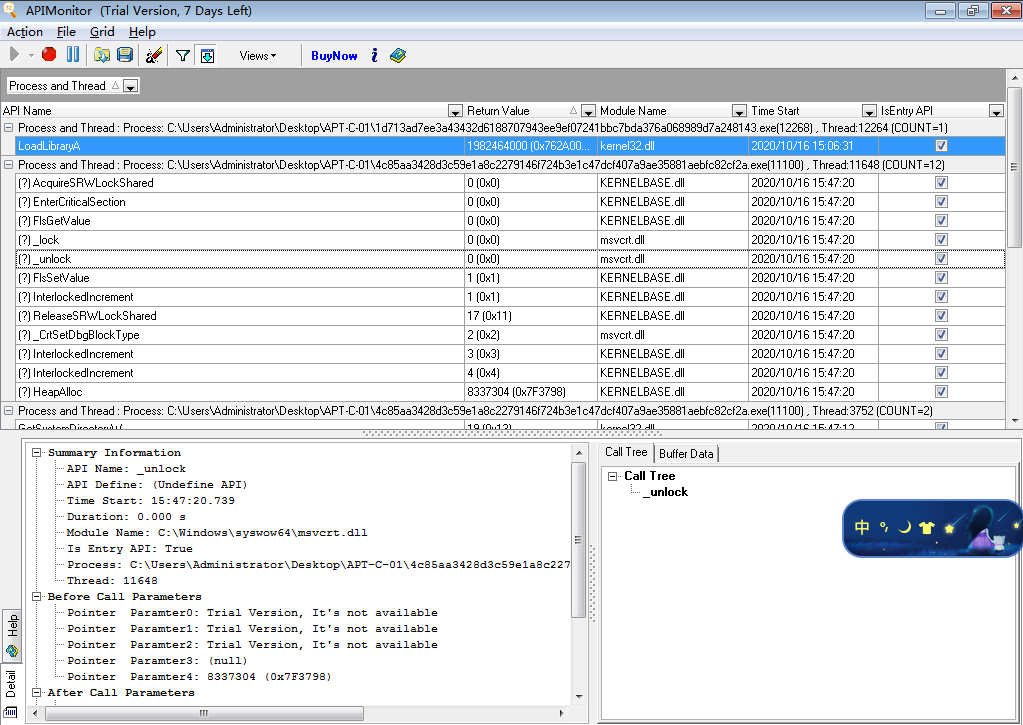 APIMonitor (Trial Version, 7 Days Left)
Action File Grid Help
Views BuyNow i
Process and Thread
API Name Return Value Module Name Time Start IsEntry API
Process and Thread : Process: C:\Users\Administrator\Desktop\APT-C-01\1d713ad7ee3a43432d6188707943ee9ef07241bbc7bda376a068989d7a248143.exe(12268) , Thread:12264 (COUNT=1)
LoadLibraryA 1982464000 (0x762A00... kernel32.dll 2020/10/16 15:06:31
Process and Thread : Process: C:\Users\Administrator\Desktop\APT-C-01\4c85aa3428d3c59e1a8c2279146f724b3e1c47dcf407a9ae35881aebfc82cf2a.exe(11100) , Thread:11648 (COUNT=12)
(?) AcquireSRWLockShared 0 (0x0) KERNELBASE.dll 2020/10/16 15:47:20
(?) EnterCriticalSection 0 (0x0) KERNELBASE.dll 2020/10/16 15:47:20
(?) FlsGetValue 0 (0x0) KERNELBASE.dll 2020/10/16 15:47:20
(?) _lock 0 (0x0) msvcrt.dll 2020/10/16 15:47:20
(?) _unlock 0 (0x0) msvcrt.dll 2020/10/16 15:47:20
(?) FlsSetValue 1 (0x1) KERNELBASE.dll 2020/10/16 15:47:20
(?) InterlockedIncrement 1 (0x1) KERNELBASE.dll 2020/10/16 15:47:20
(?) ReleaseSRWLockShared 17 (0x11) KERNELBASE.dll 2020/10/16 15:47:20
(?) _CrtSetDbgBlockType 2 (0x2) msvcrt.dll 2020/10/16 15:47:20
(?) InterlockedIncrement 3 (0x3) KERNELBASE.dll 2020/10/16 15:47:20
(?) InterlockedIncrement 4 (0x4) KERNELBASE.dll 2020/10/16 15:47:20
(?) HeapAlloc 8337304 (0x7F3798) KERNELBASE.dll 2020/10/16 15:47:20
Process and Thread : Process: C:\Users\Administrator\Desktop\APT-C-01\4c85aa3428d3c59e1a8c2279146f724b3e1c47dcf407a9ae35881aebfc82cf2a.exe(11100) , Thread:3752 (COUNT=2)
GetSystemDirectoryW 19 (0x13) kernel32.dll 2020/10/16 15:47:12
Summary Information
API Name: _unlock
API Define: (Undefine API)
Time Start: 15:47:20.739
Duration: 0.000 s
Module Name: C:\Windows\syswow64\msvcrt.dll
Is Entry API: True
Process: C:\Users\Administrator\Desktop\APT-C-01\4c85aa3428d3c59e1a8c227
Thread: 11648
Before Call Parameters
Pointer Paramter0: Trial Version, It's not available
Pointer Paramter1: Trial Version, It's not available
Pointer Paramter2: Trial Version, It's not available
Pointer Paramter3: (null)
Pointer Paramter4: 8337304 (0x7F3798)
After Call Parameters
Help
Detail
Call Tree Buffer Data
Call Tree
_unlock
中